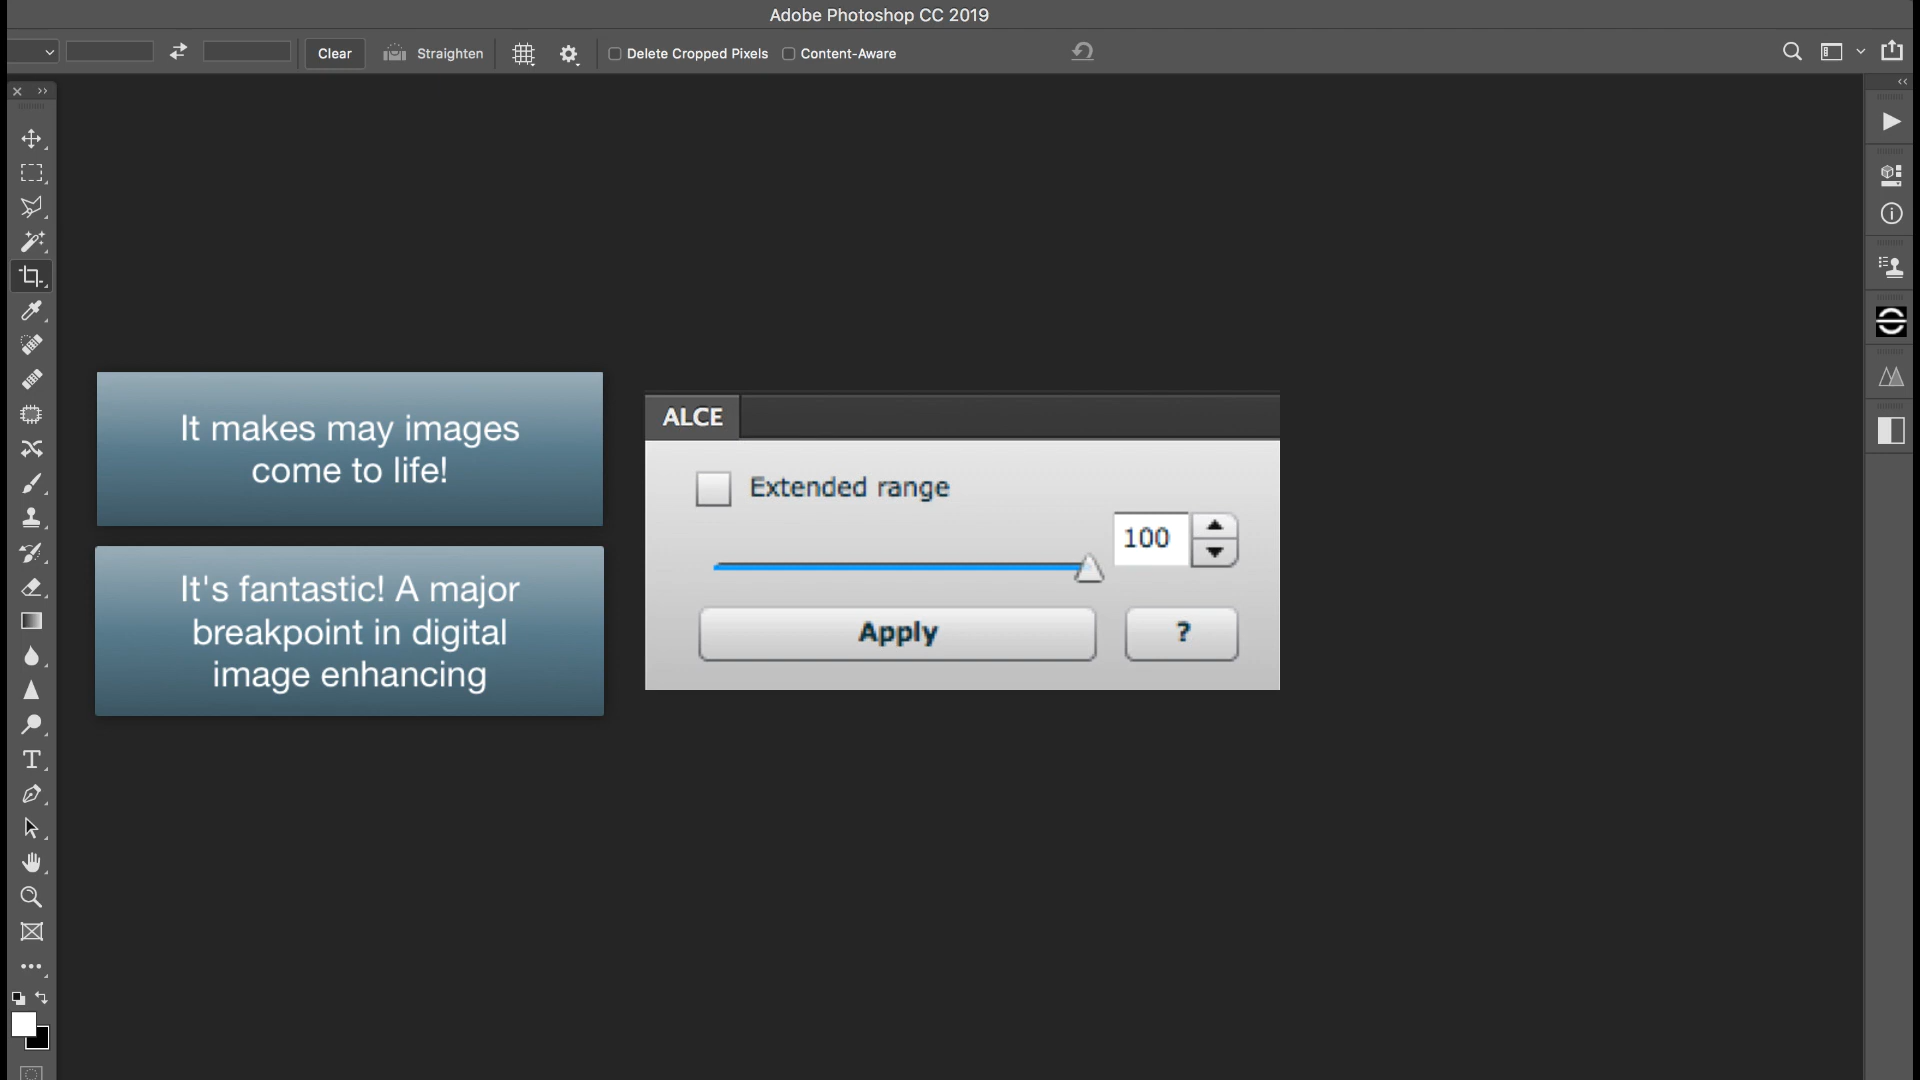 Adobe Photoshop CC 2019
Clear
Straighten
Delete Cropped Pixels
Content-Aware
It makes may images
come to life!
It's fantastic! A major
breakpoint in digital
image enhancing
ALCE
Extended range
100
Apply
?